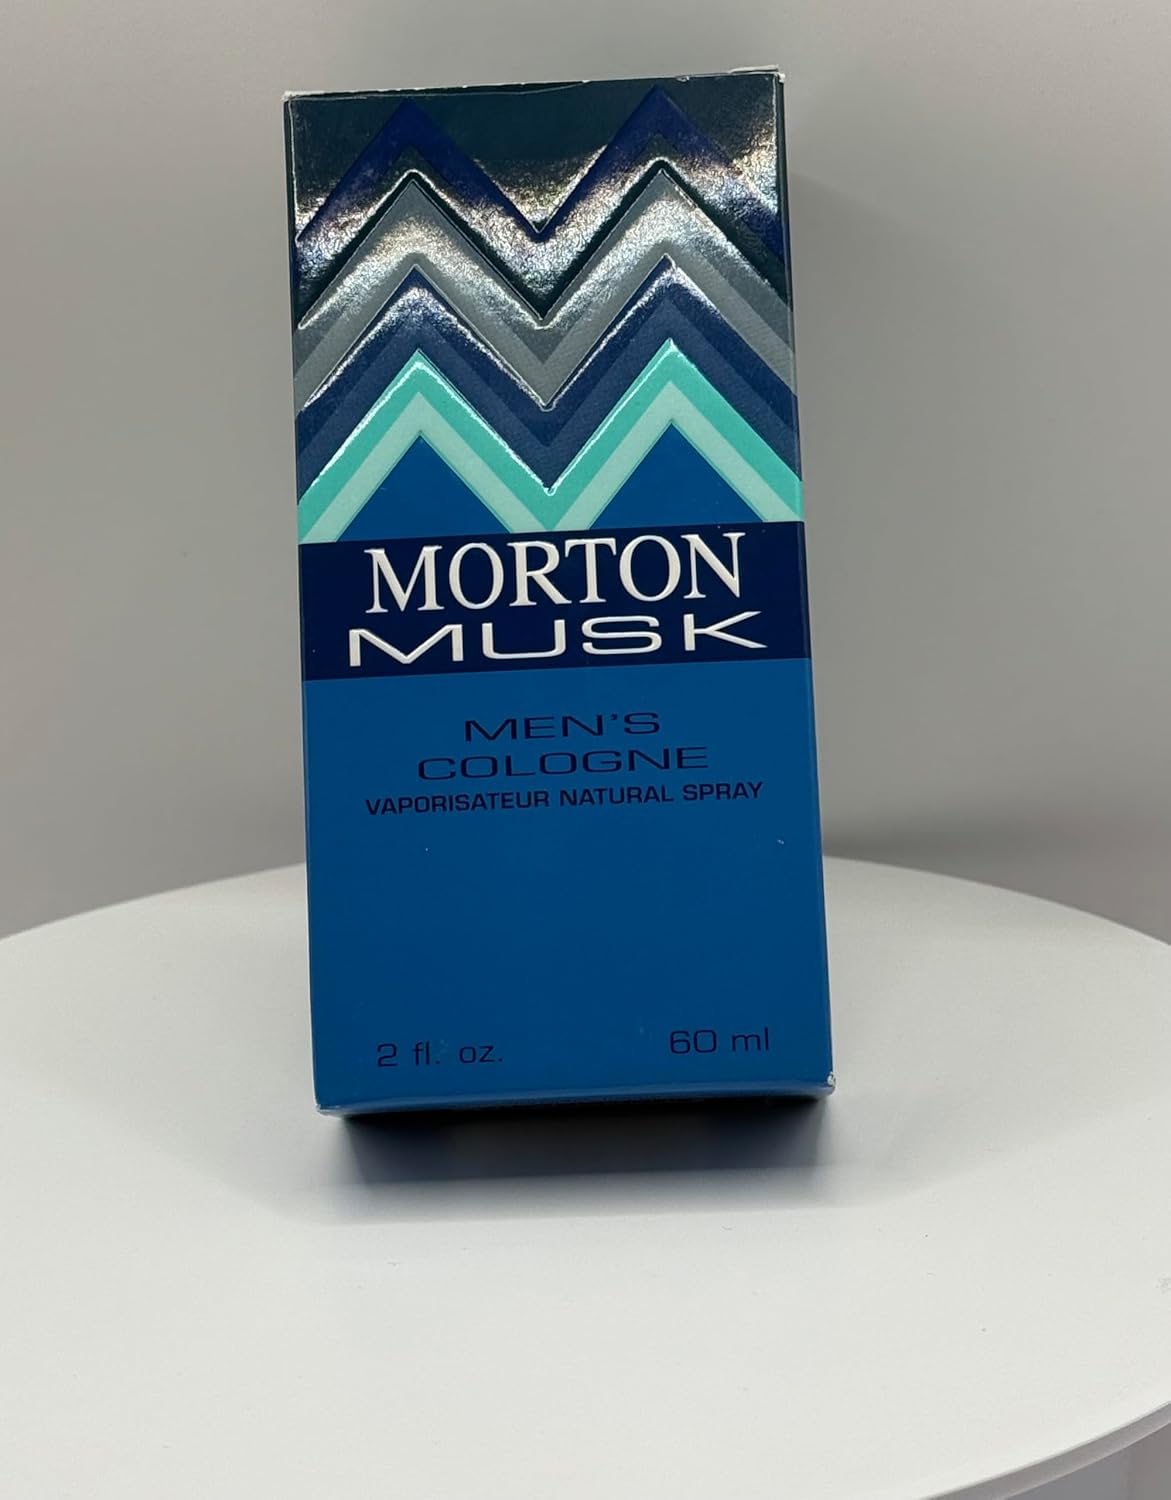 MORTON
MUSK
MEN'S
COLOGNE
VAPORISATEUR NATURAL SPRAY
2 fl. oz. 60 ml